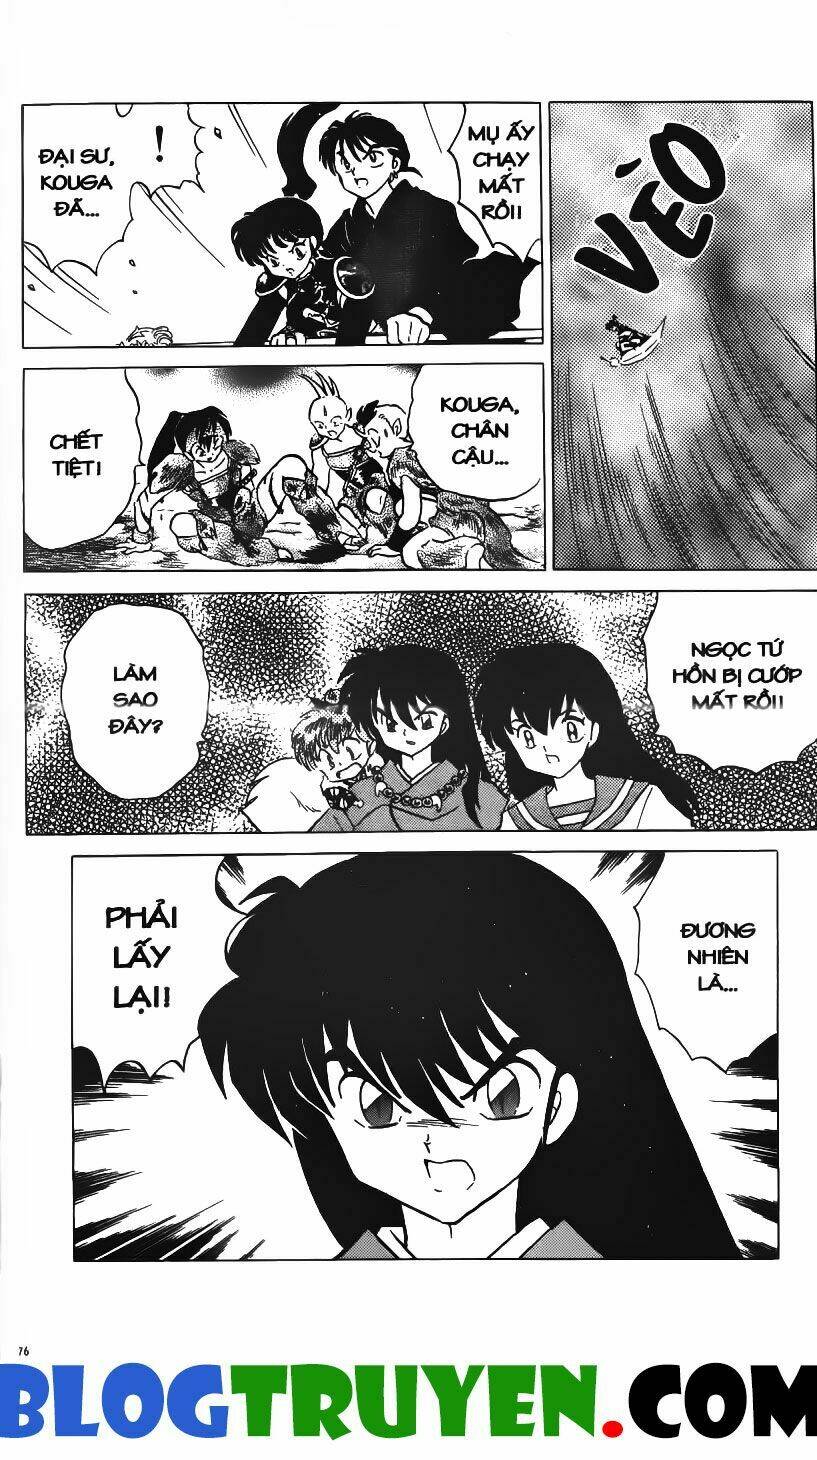 VÈO
MỤ ẤY
CHẠY
MẤT
RỒI!
!
ĐẠI SƯ,
KOUGA
ĐÃ...
KOUGA,
CHÂN
CẬU...
CHẾT
TIỆT!
NGỌC TỨ
HỒN BỊ CƯỚP
MẤT RỒI!
LÀM
SAO
ĐÂY?
ĐƯƠNG
NHIÊN
LÀ...
PHẢI
LẤY
LẠI!
76
BLOGTRUYEN.COM